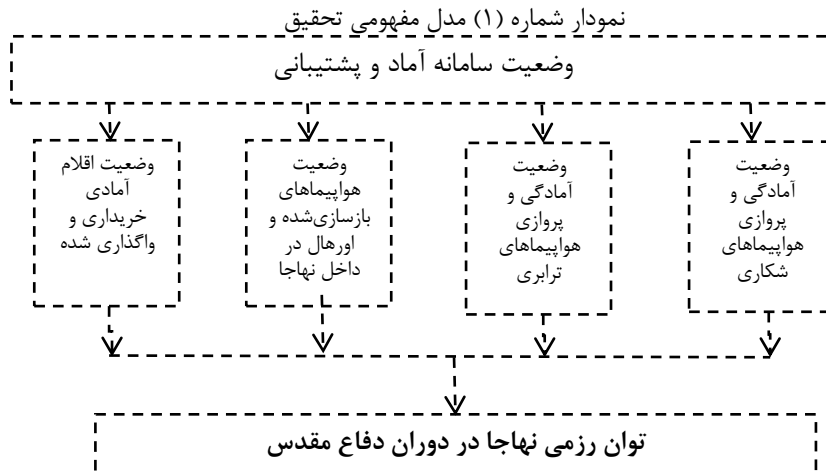 نمودار شماره (۱) مدل مفهومی تحقیق
وضعیت سامانه آماد و پشتیبانی
وضعیت
آمادگی و
پروازی
هواپیماهای
شکاری
وضعیت
آمادگی و
پروازی
هواپیماهای
ترابری
وضعیت
هواپیماهای
بازسازی‌شده و
اورهال در
داخل نهاجا
وضعیت اقلام
آمادی
خریداری و
واگذاری شده
توان رزمی نهاجا در دوران دفاع مقدس